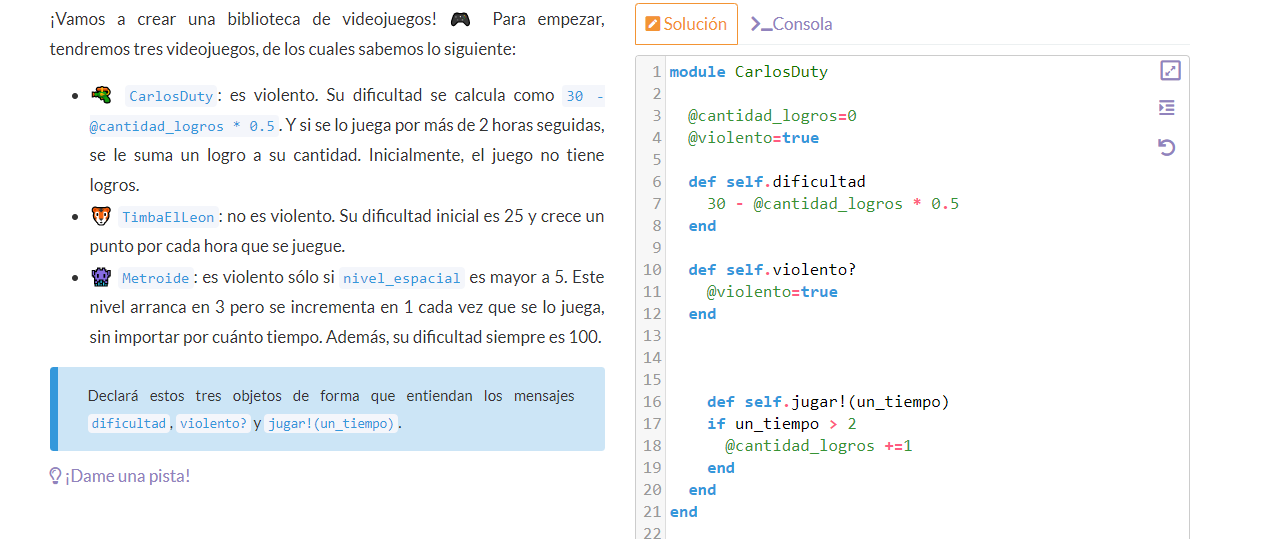 ¡Vamos a crear una biblioteca de videojuegos! 🎮 Para empezar,
tendremos tres videojuegos, de los cuales sabemos lo siguiente:
• 🔫 CarlosDuty: es violento. Su dificultad se calcula como 30 -
@cantidad_logros * 0.5. Y si se lo juega por más de 2 horas seguidas,
se le suma un logro a su cantidad. Inicialmente, el juego no tiene
logros.
• 🐯 TimbaElLeon: no es violento. Su dificultad inicial es 25 y crece un
punto por cada hora que se juegue.
• 👾 Metroide: es violento sólo si nivel_espacial es mayor a 5. Este
nivel arranca en 3 pero se incrementa en 1 cada vez que se lo juega,
sin importar por cuánto tiempo. Además, su dificultad siempre es 100.
Declará estos tres objetos de forma que entiendan los mensajes
dificultad, violento? y jugar!(un_tiempo).
¡Dame una pista!
Solución
>_Consola
1 module CarlosDuty
2
3   @cantidad_logros=0
4   @violento=true
5
6   def self.dificultad
7     30 - @cantidad_logros * 0.5
8   end
9
10   def self.violento?
11     @violento=true
12   end
13
14
15
16     def self.jugar!(un_tiempo)
17     if un_tiempo > 2
18       @cantidad_logros +=1
19     end
20   end
21 end
22